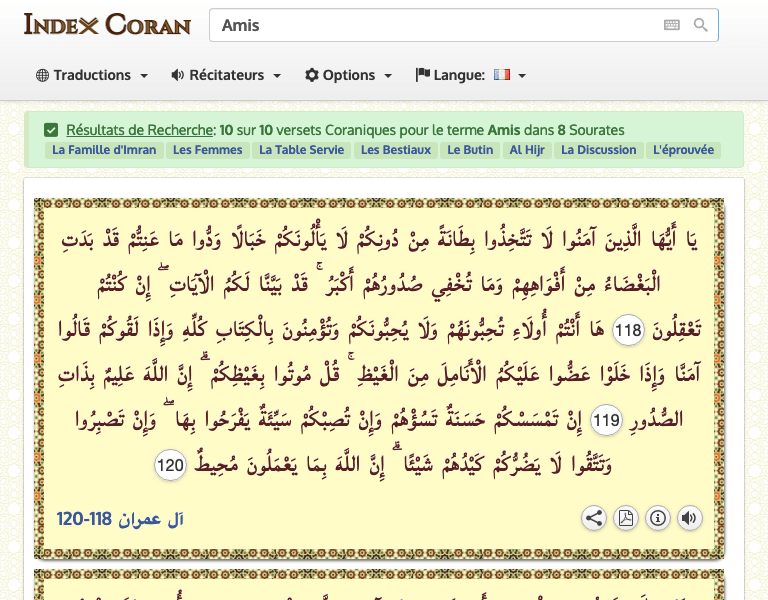 INDEX CORAN
Amis
Traductions Récitateurs Options Langue:
Résultats de Recherche: 10 sur 10 versets Coraniques pour le terme Amis dans 8 Sourates
La Famille d'Imran Les Femmes La Table Servie Les Bestiaux Le Butin Al Hijr La Discussion L'éprouvée
يَا أَيُّهَا الَّذِينَ آمَنُوا لَا تَتَّخِذُوا بِطَانَةً مِنْ دُونِكُمْ لَا يَأْلُونَكُمْ خَبَالًا وَدُّوا مَا عَنِتُّمْ قَدْ بَدَتِ
الْبَغْضَاءُ مِنْ أَفْوَاهِهِمْ وَمَا تُخْفِي صُدُورُهُمْ أَكْبَرُ ۚ قَدْ بَيَّنَّا لَكُمُ الْآيَاتِ ۖ إِنْ كُنْتُمْ
تَعْقِلُونَ 118 هَا أَنْتُمْ أُولَاءِ تُحِبُّونَهُمْ وَلَا يُحِبُّونَكُمْ وَتُؤْمِنُونَ بِالْكِتَابِ كُلِّهِ وَإِذَا لَقُوكُمْ قَالُوا
آمَنَّا وَإِذَا خَلَوْا عَضُّوا عَلَيْكُمُ الْأَنَامِلَ مِنَ الْغَيْظِ ۚ قُلْ مُوتُوا بِغَيْظِكُمْ ۗ إِنَّ اللَّهَ عَلِيمٌ بِذَاتِ
الصُّدُورِ 119 إِنْ تَمْسَسْكُمْ حَسَنَةٌ تَسُؤْهُمْ وَإِنْ تُصِبْكُمْ سَيِّئَةٌ يَفْرَحُوا بِهَا ۖ وَإِنْ تَصْبِرُوا
وَتَتَّقُوا لَا يَضُرُّكُمْ كَيْدُهُمْ شَيْئًا ۗ إِنَّ اللَّهَ بِمَا يَعْمَلُونَ مُحِيطٌ 120
آل عمران 118-120